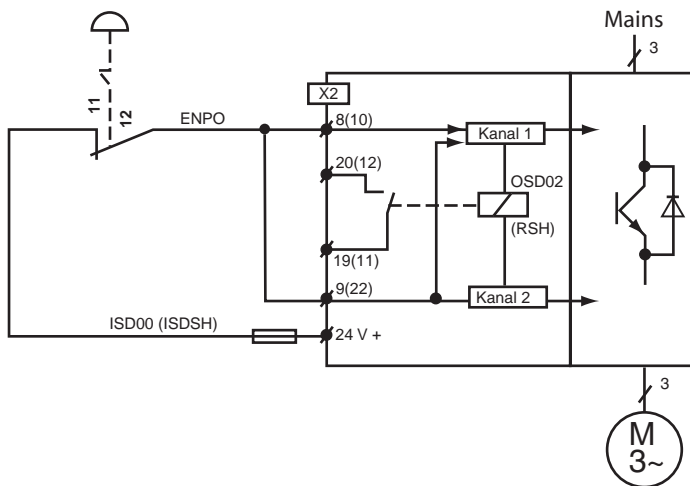 Mains
3
X2
11
12
ENPO
8(10)
Kanal 1
20(12)
OSD02
(RSH)
19(11)
9(22)
Kanal 2
ISD00 (ISDSH)
24 V +
3
M
3~